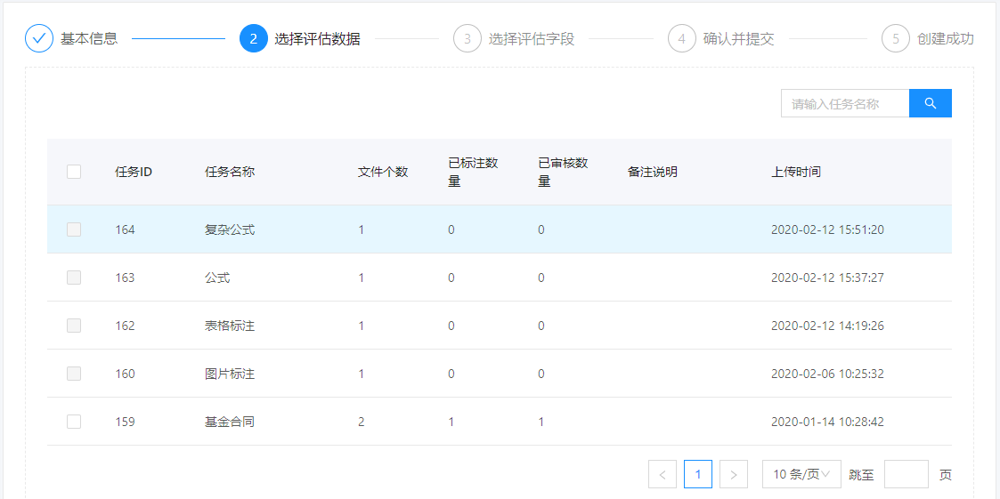 基本信息 2 选择评估数据 3 选择评估字段 4 确认并提交 5 创建成功
请输入任务名称
任务ID 任务名称 文件个数 已标注数量 已审核数量 备注说明 上传时间
164 复杂公式 1 0 0 2020-02-12 15:51:20
163 公式 1 0 0 2020-02-12 15:37:27
162 表格标注 1 0 0 2020-02-12 14:19:26
160 图片标注 1 0 0 2020-02-06 10:25:32
159 基金合同 2 1 1 2020-01-14 10:28:42
1 10 条/页 跳至 页